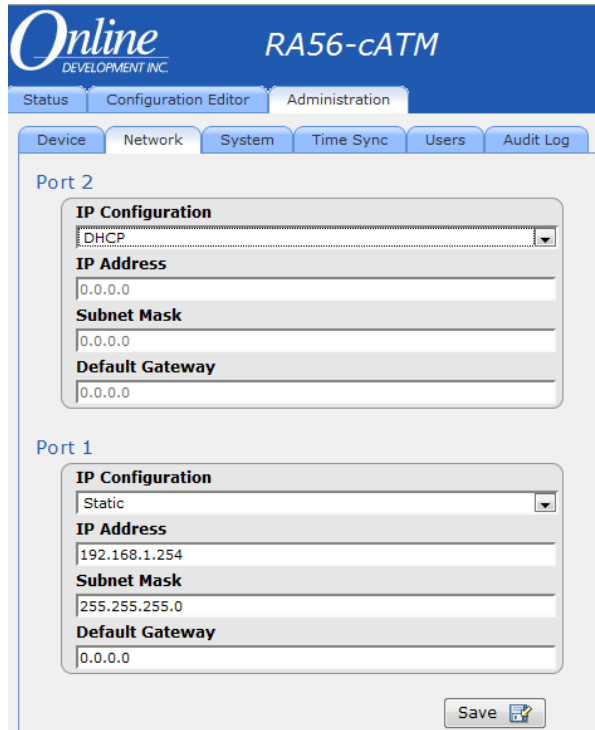 Online
DEVELOPMENT INC.
RA56-cATM
Status Configuration Editor Administration
Device Network System Time Sync Users Audit Log
Port 2
IP Configuration
DHCP
IP Address
0.0.0.0
Subnet Mask
0.0.0.0
Default Gateway
0.0.0.0
Port 1
IP Configuration
Static
IP Address
192.168.1.254
Subnet Mask
255.255.255.0
Default Gateway
0.0.0.0
Save